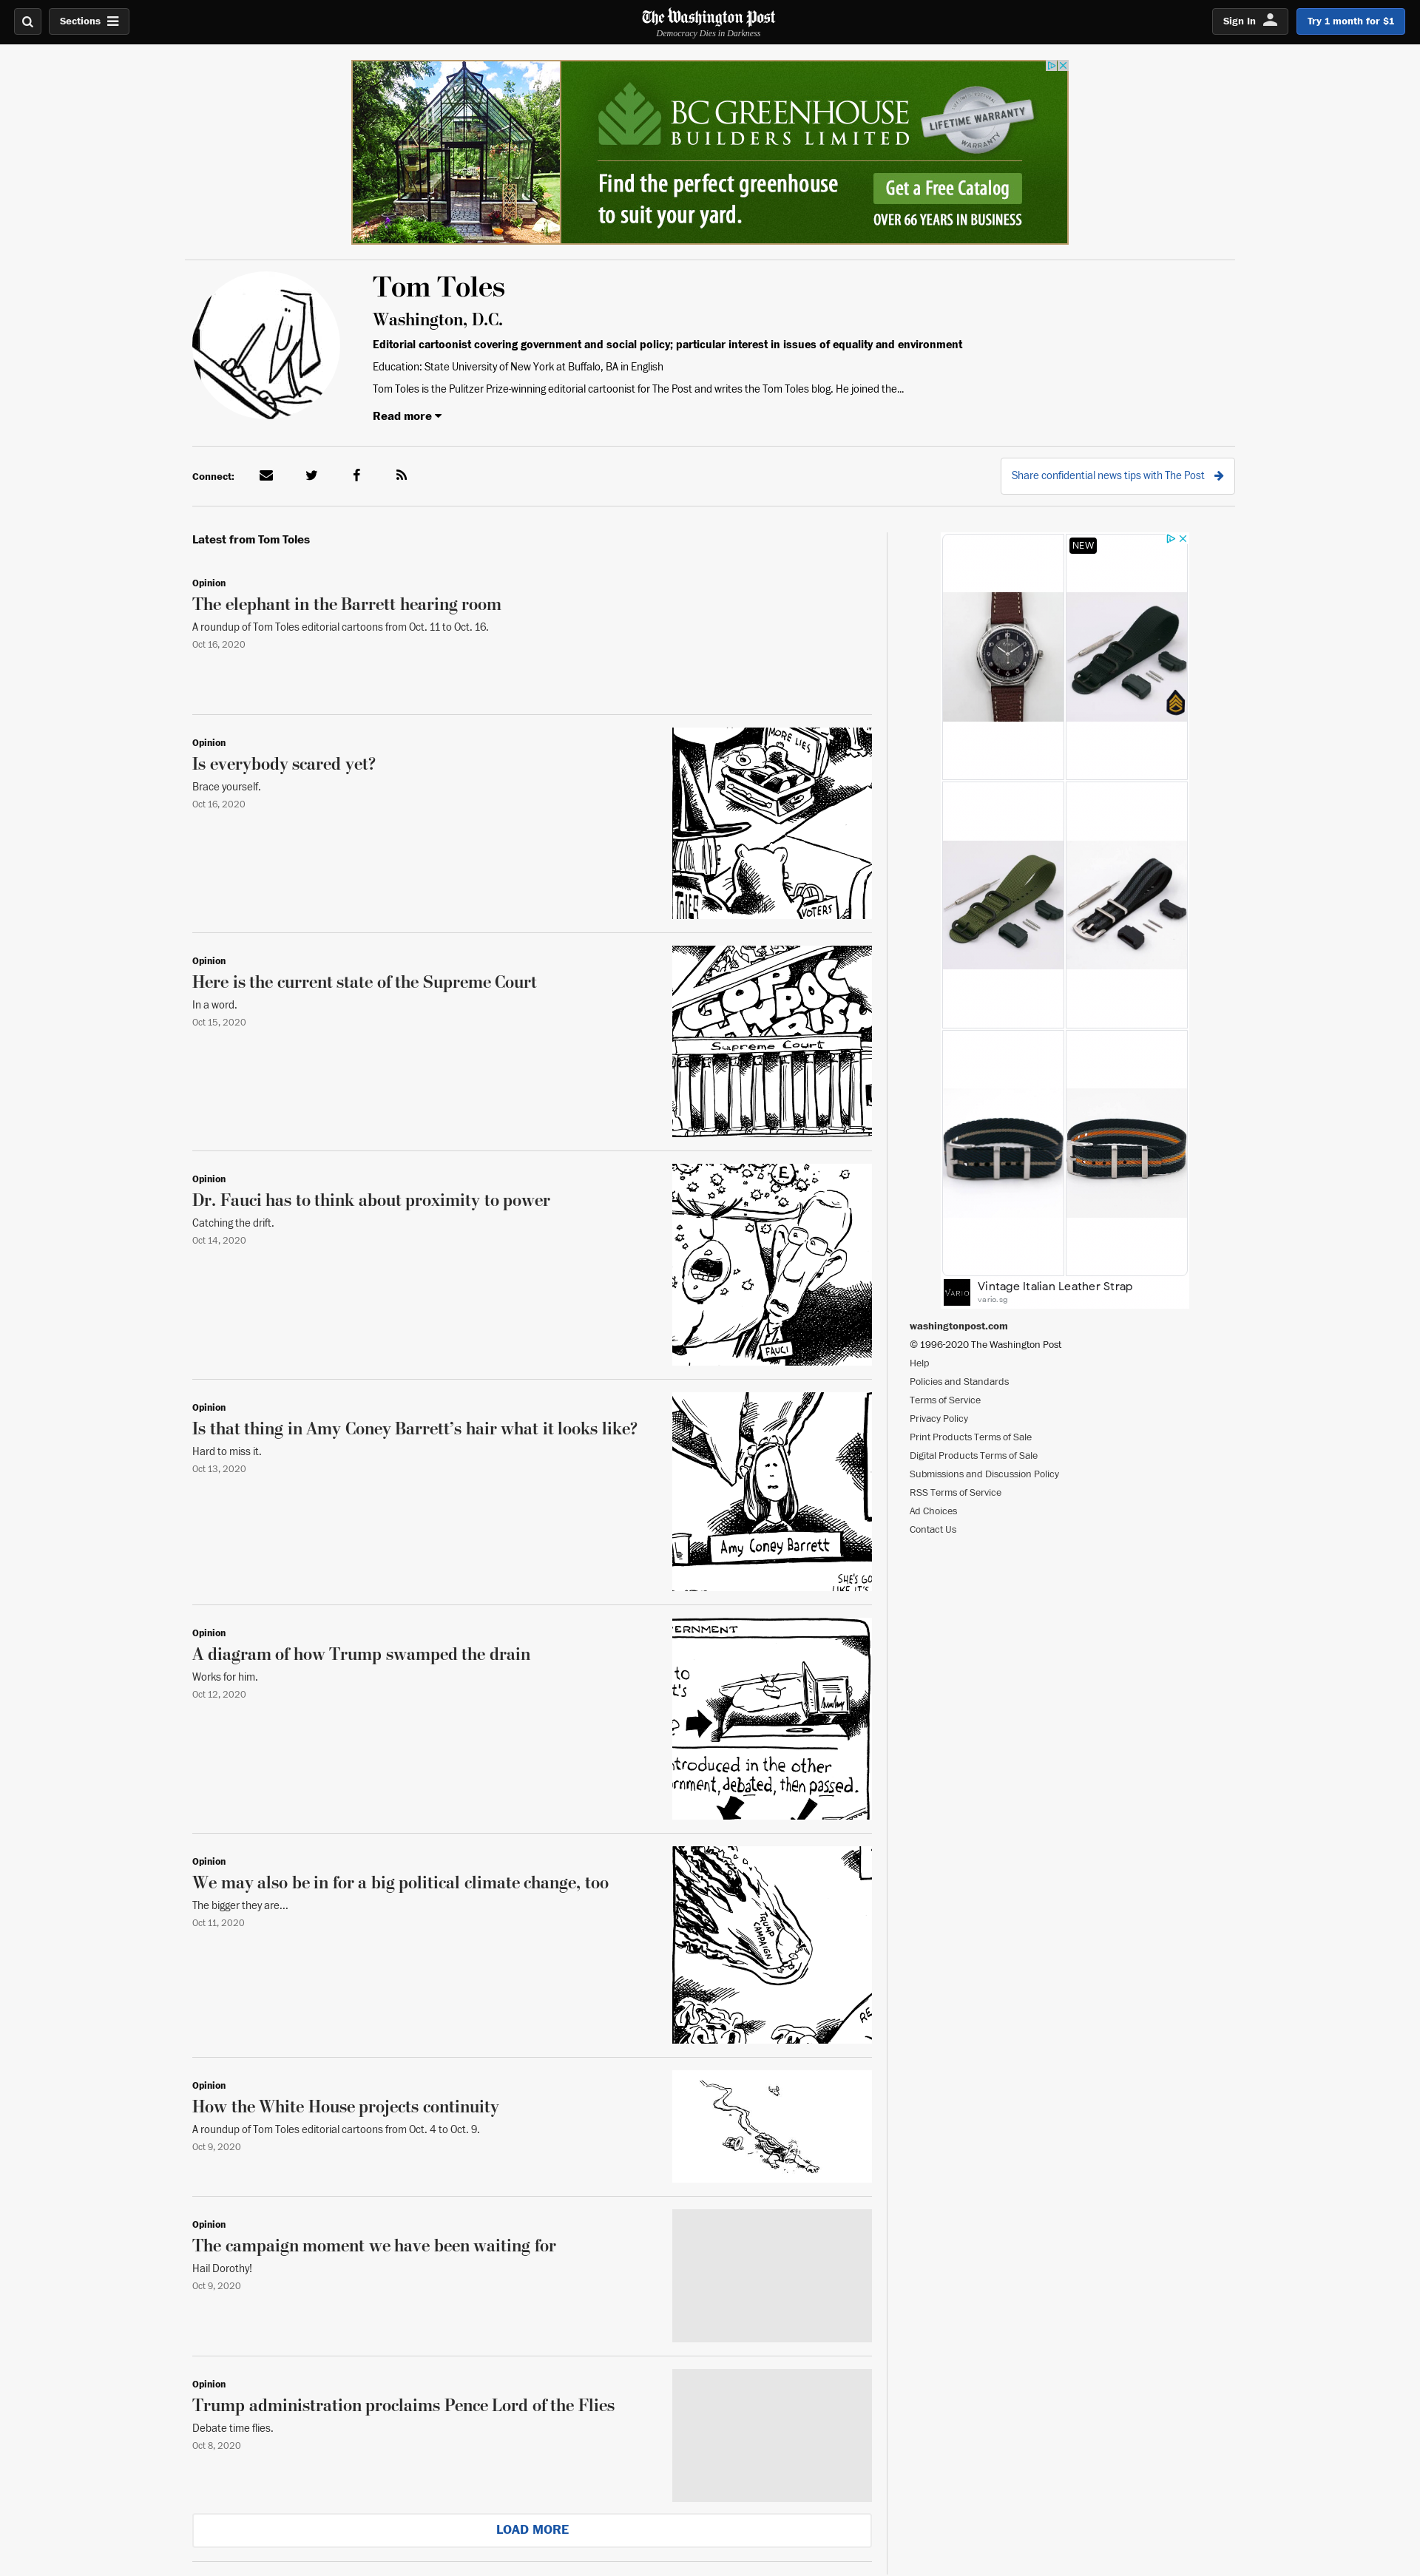 Sections
The Washington Post
Democracy Dies in Darkness
Sign In
Try 1 month for $1
BC GREENHOUSE
BUILDERS LIMITED
LIFETIME WARRANTY
WARRANTY
Find the perfect greenhouse
to suit your yard.
Get a Free Catalog
OVER 66 YEARS IN BUSINESS
Tom Toles
Washington, D.C.
Editorial cartoonist covering government and social policy; particular interest in issues of equality and environment
Education: State University of New York at Buffalo, BA in English
Tom Toles is the Pulitzer Prize-winning editorial cartoonist for The Post and writes the Tom Toles blog. He joined the...
Read more
Connect:
Share confidential news tips with The Post
Latest from Tom Toles
Opinion
The elephant in the Barrett hearing room
A roundup of Tom Toles editorial cartoons from Oct. 11 to Oct. 16.
Oct 16, 2020
Opinion
Is everybody scared yet?
Brace yourself.
Oct 16, 2020
MORE LIES
TOLES
VOTERS
Opinion
Here is the current state of the Supreme Court
In a word.
Oct 15, 2020
GOPPOC
Supreme Court
Opinion
Dr. Fauci has to think about proximity to power
Catching the drift.
Oct 14, 2020
E
FAUCI
Opinion
Is that thing in Amy Coney Barrett’s hair what it looks like?
Hard to miss it.
Oct 13, 2020
Amy Coney Barrett
SHE'S GO
LIKE IT'S
Opinion
A diagram of how Trump swamped the drain
Works for him.
Oct 12, 2020
ERNMENT
to
t's
?
ntroduced in the other
rnment, debated, then passed.
Opinion
We may also be in for a big political climate change, too
The bigger they are...
Oct 11, 2020
TRUMP
CAMPAIGN
RE
Opinion
How the White House projects continuity
A roundup of Tom Toles editorial cartoons from Oct. 4 to Oct. 9.
Oct 9, 2020
Opinion
The campaign moment we have been waiting for
Hail Dorothy!
Oct 9, 2020
Opinion
Trump administration proclaims Pence Lord of the Flies
Debate time flies.
Oct 8, 2020
LOAD MORE
NEW
VARIO
Vintage Italian Leather Strap
vario.sg
washingtonpost.com
© 1996-2020 The Washington Post
Help
Policies and Standards
Terms of Service
Privacy Policy
Print Products Terms of Sale
Digital Products Terms of Sale
Submissions and Discussion Policy
RSS Terms of Service
Ad Choices
Contact Us